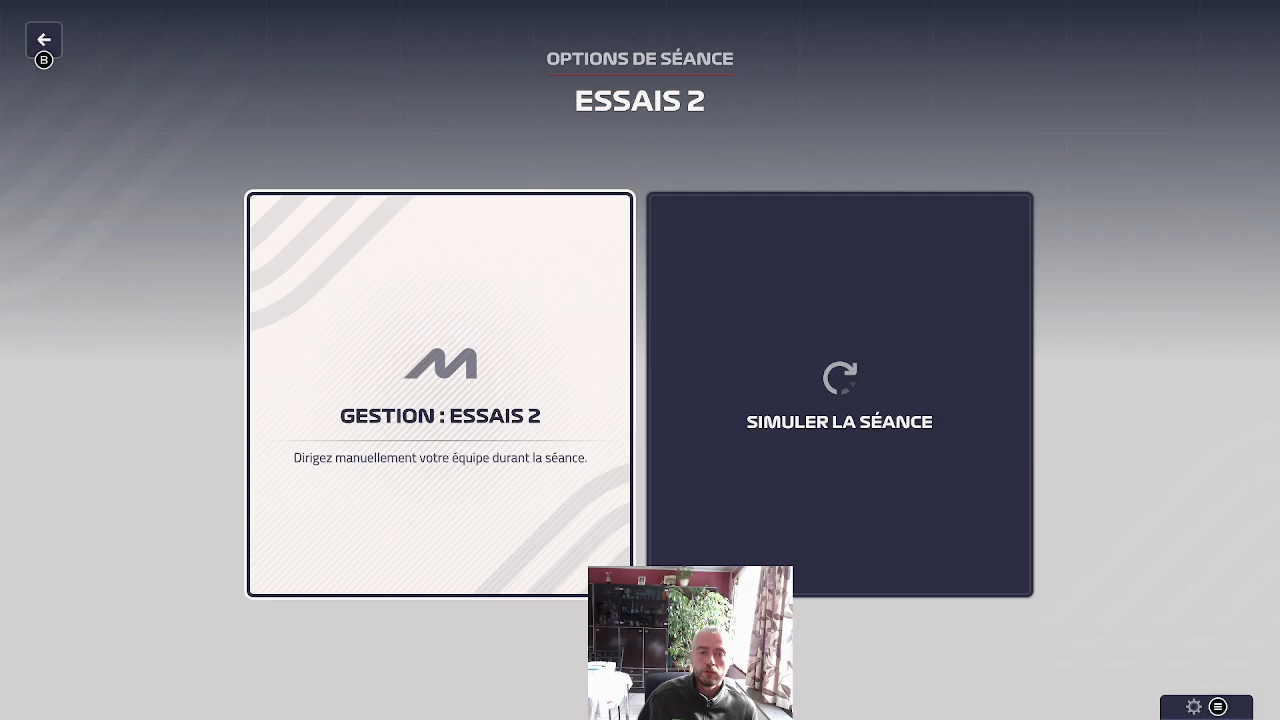 B
OPTIONS DE SÉANCE
ESSAIS 2
GESTION : ESSAIS 2
Dirigez manuellement votre équipe durant la séance.
SIMULER LA SÉANCE